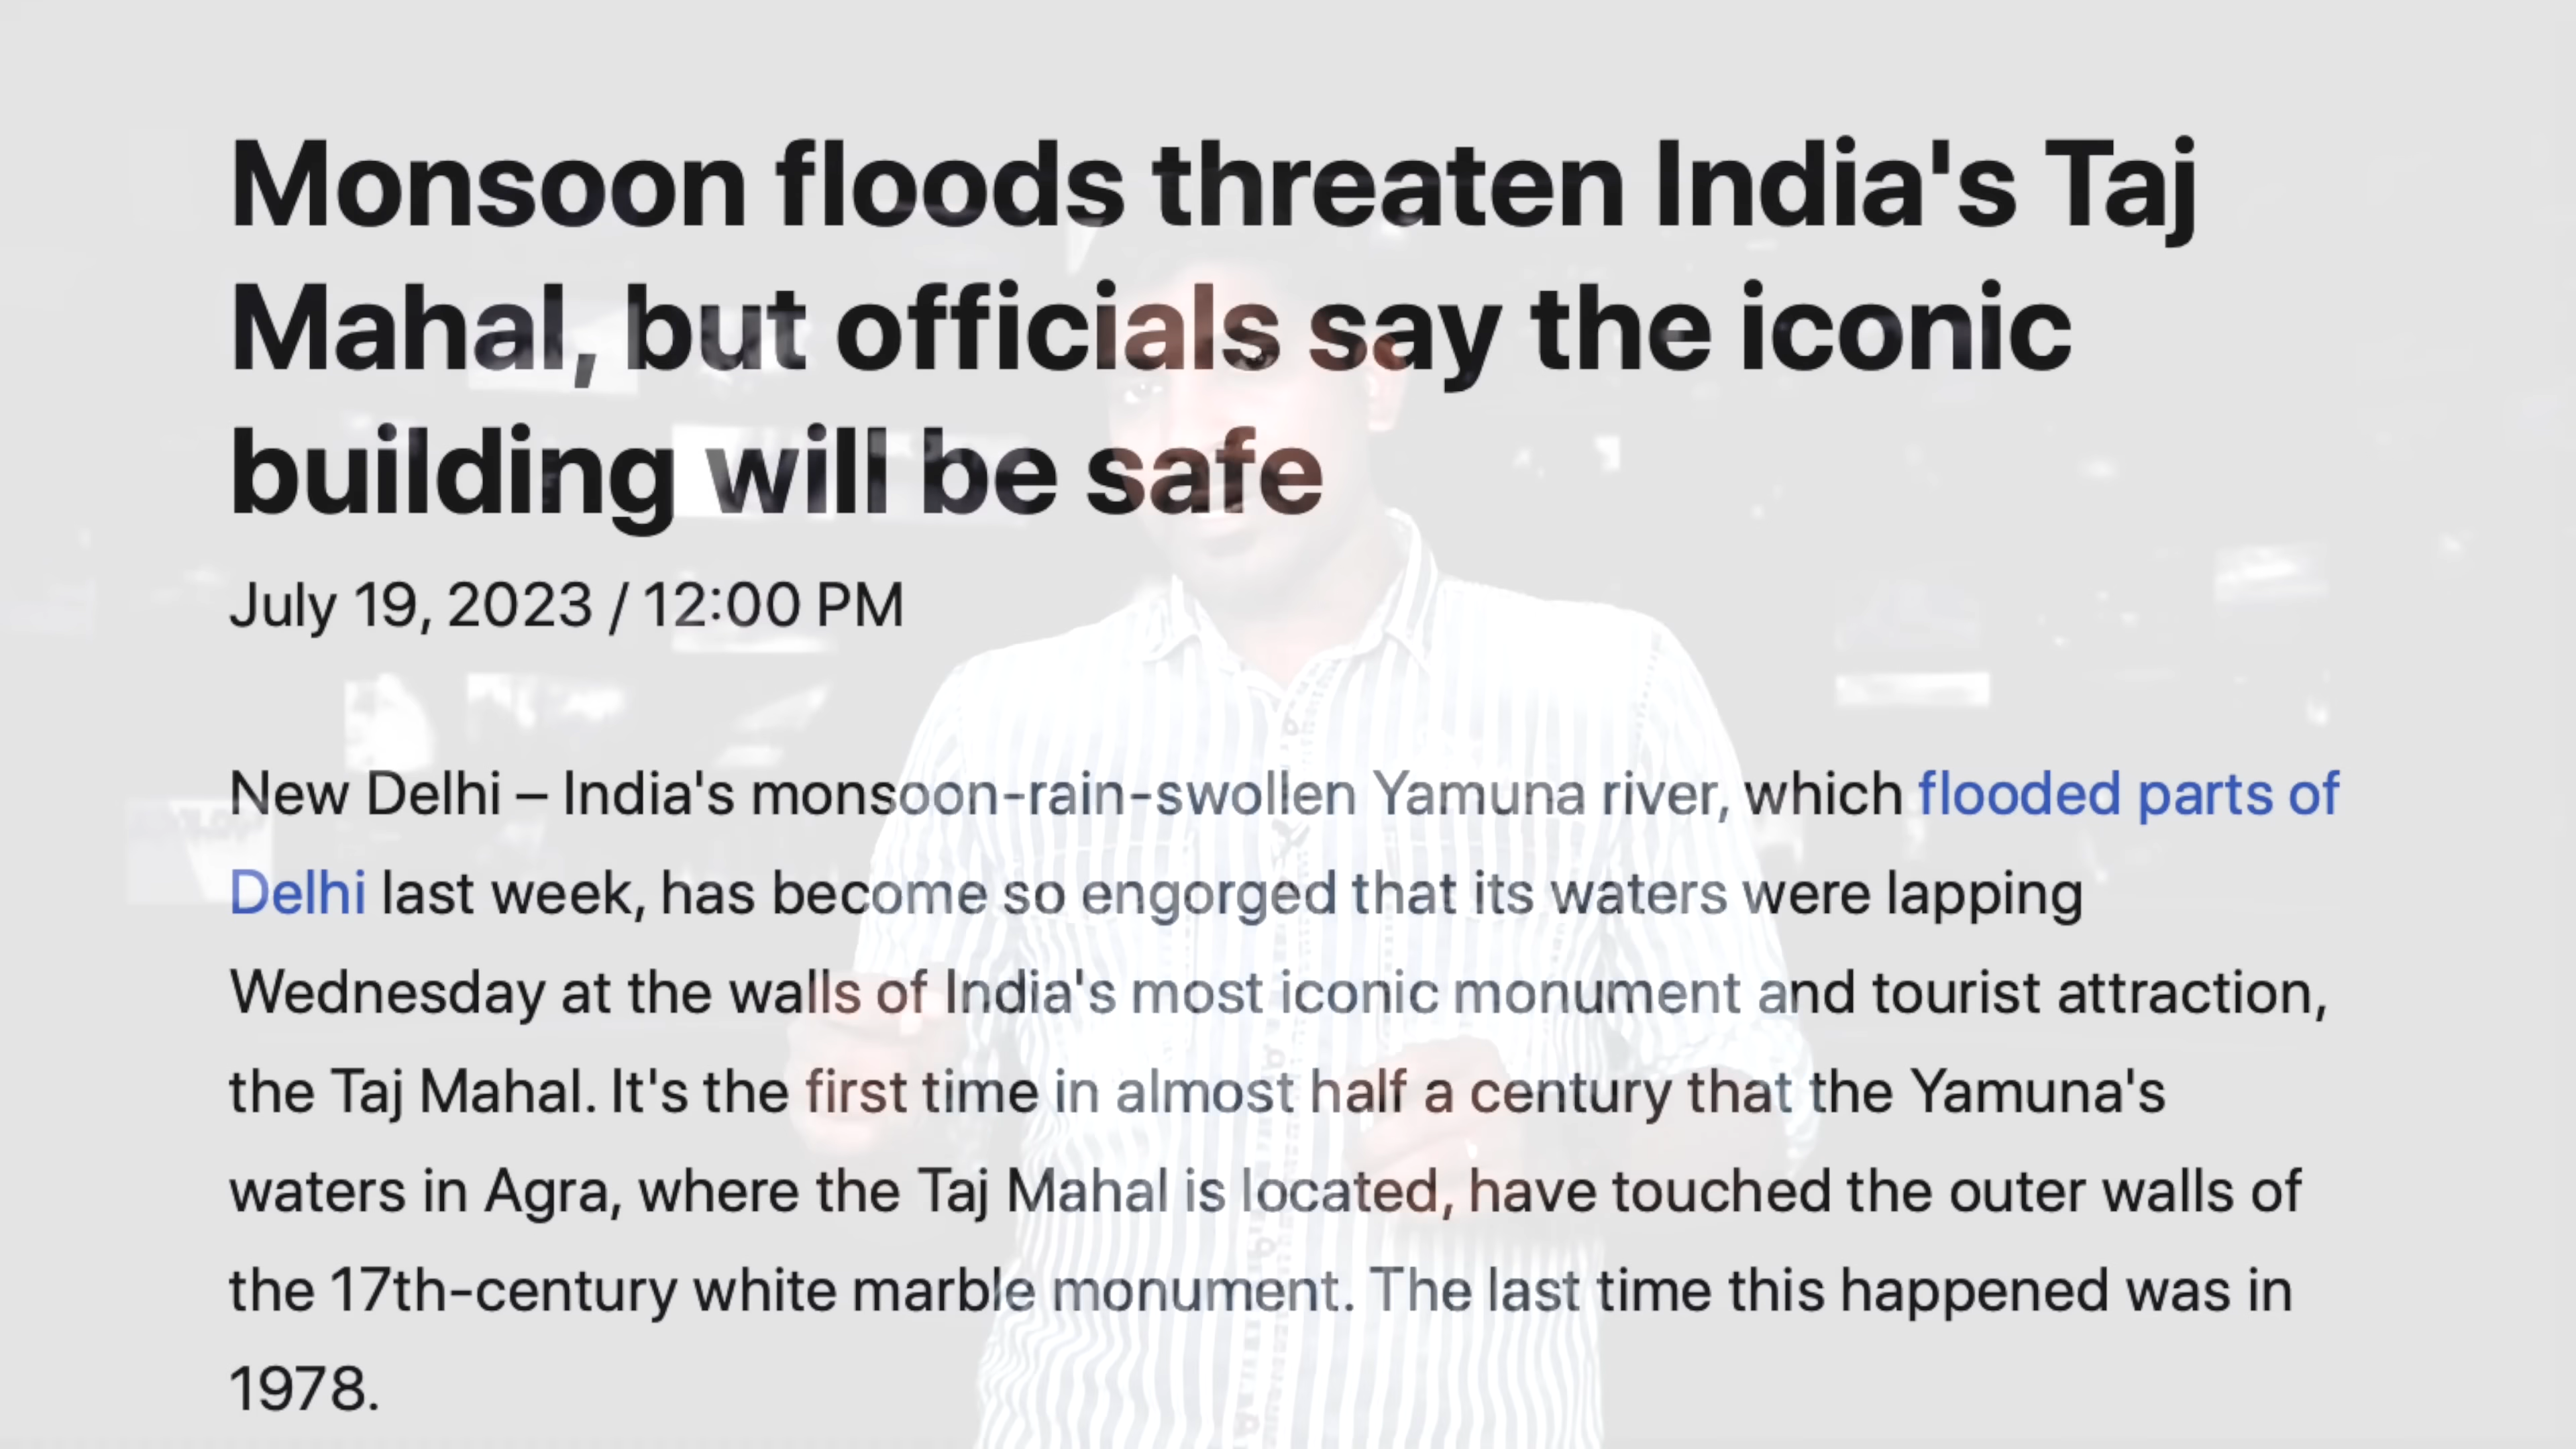 Monsoon floods threaten India's Taj
Mahal, but officials say the iconic
building will be safe
July 19, 2023 / 12:00 PM
New Delhi – India's monsoon-rain-swollen Yamuna river, which flooded parts of
Delhi last week, has become so engorged that its waters were lapping
Wednesday at the walls of India's most iconic monument and tourist attraction,
the Taj Mahal. It's the first time in almost half a century that the Yamuna's
waters in Agra, where the Taj Mahal is located, have touched the outer walls of
the 17th-century white marble monument. The last time this happened was in
1978.